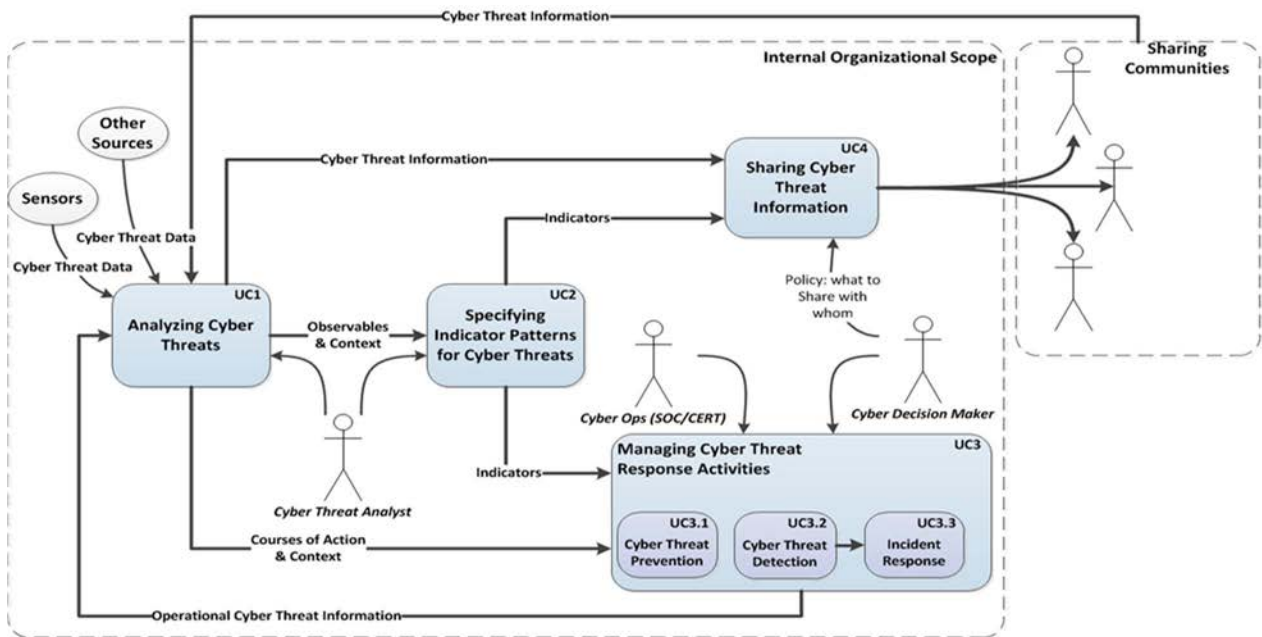 Cyber Threat Information
Internal Organizational Scope
Sharing
Communities
Other
Sources
Sensors
Cyber Threat Data
Cyber Threat Data
Cyber Threat Information
UC4
Sharing Cyber
Threat
Information
Indicators
UC1
Analyzing Cyber
Threats
Observables
& Context
UC2
Specifying
Indicator Patterns
for Cyber Threats
Policy: what to
Share with
whom
Cyber Threat Analyst
Cyber Ops (SOC/CERT)
Cyber Decision Maker
Indicators
Courses of Action
& Context
UC3
Managing Cyber Threat
Response Activities
UC3.1
Cyber Threat
Prevention
UC3.2
Cyber Threat
Detection
UC3.3
Incident
Response
Operational Cyber Threat Information